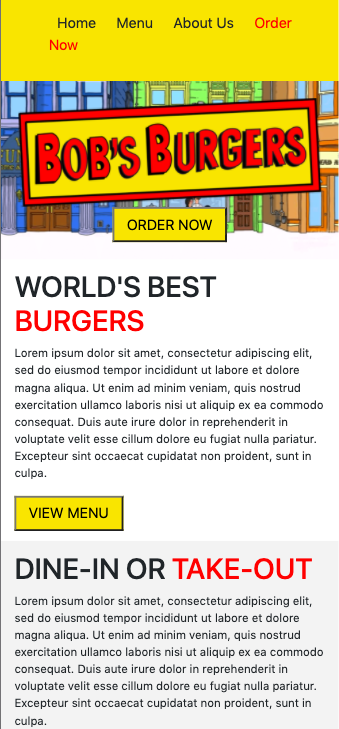 Home Menu About Us Order
Now
BOB'S BURGERS
ORDER NOW
WORLD'S BEST
BURGERS
Lorem ipsum dolor sit amet, consectetur adipiscing elit,
sed do eiusmod tempor incididunt ut labore et dolore
magna aliqua. Ut enim ad minim veniam, quis nostrud
exercitation ullamco laboris nisi ut aliquip ex ea commodo
consequat. Duis aute irure dolor in reprehenderit in
voluptate velit esse cillum dolore eu fugiat nulla pariatur.
Excepteur sint occaecat cupidatat non proident, sunt in
culpa.
VIEW MENU
DINE-IN OR TAKE-OUT
Lorem ipsum dolor sit amet, consectetur adipiscing elit,
sed do eiusmod tempor incididunt ut labore et dolore
magna aliqua. Ut enim ad minim veniam, quis nostrud
exercitation ullamco laboris nisi ut aliquip ex ea commodo
consequat. Duis aute irure dolor in reprehenderit in
voluptate velit esse cillum dolore eu fugiat nulla pariatur.
Excepteur sint occaecat cupidatat non proident, sunt in
culpa.